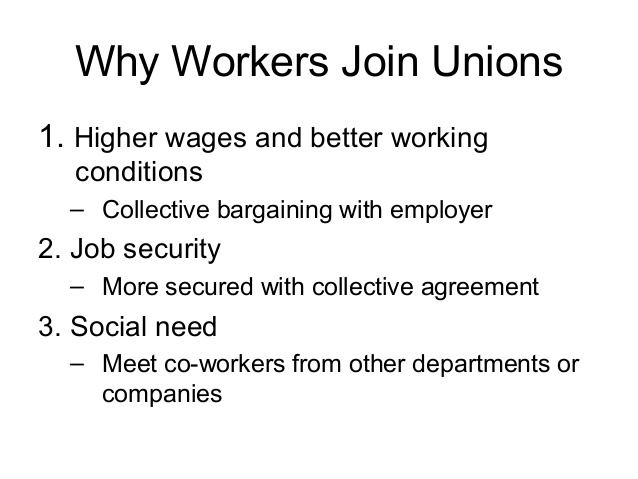 Why Workers Join Unions
1. Higher wages and better working
conditions
– Collective bargaining with employer
2. Job security
– More secured with collective agreement
3. Social need
– Meet co-workers from other departments or
companies